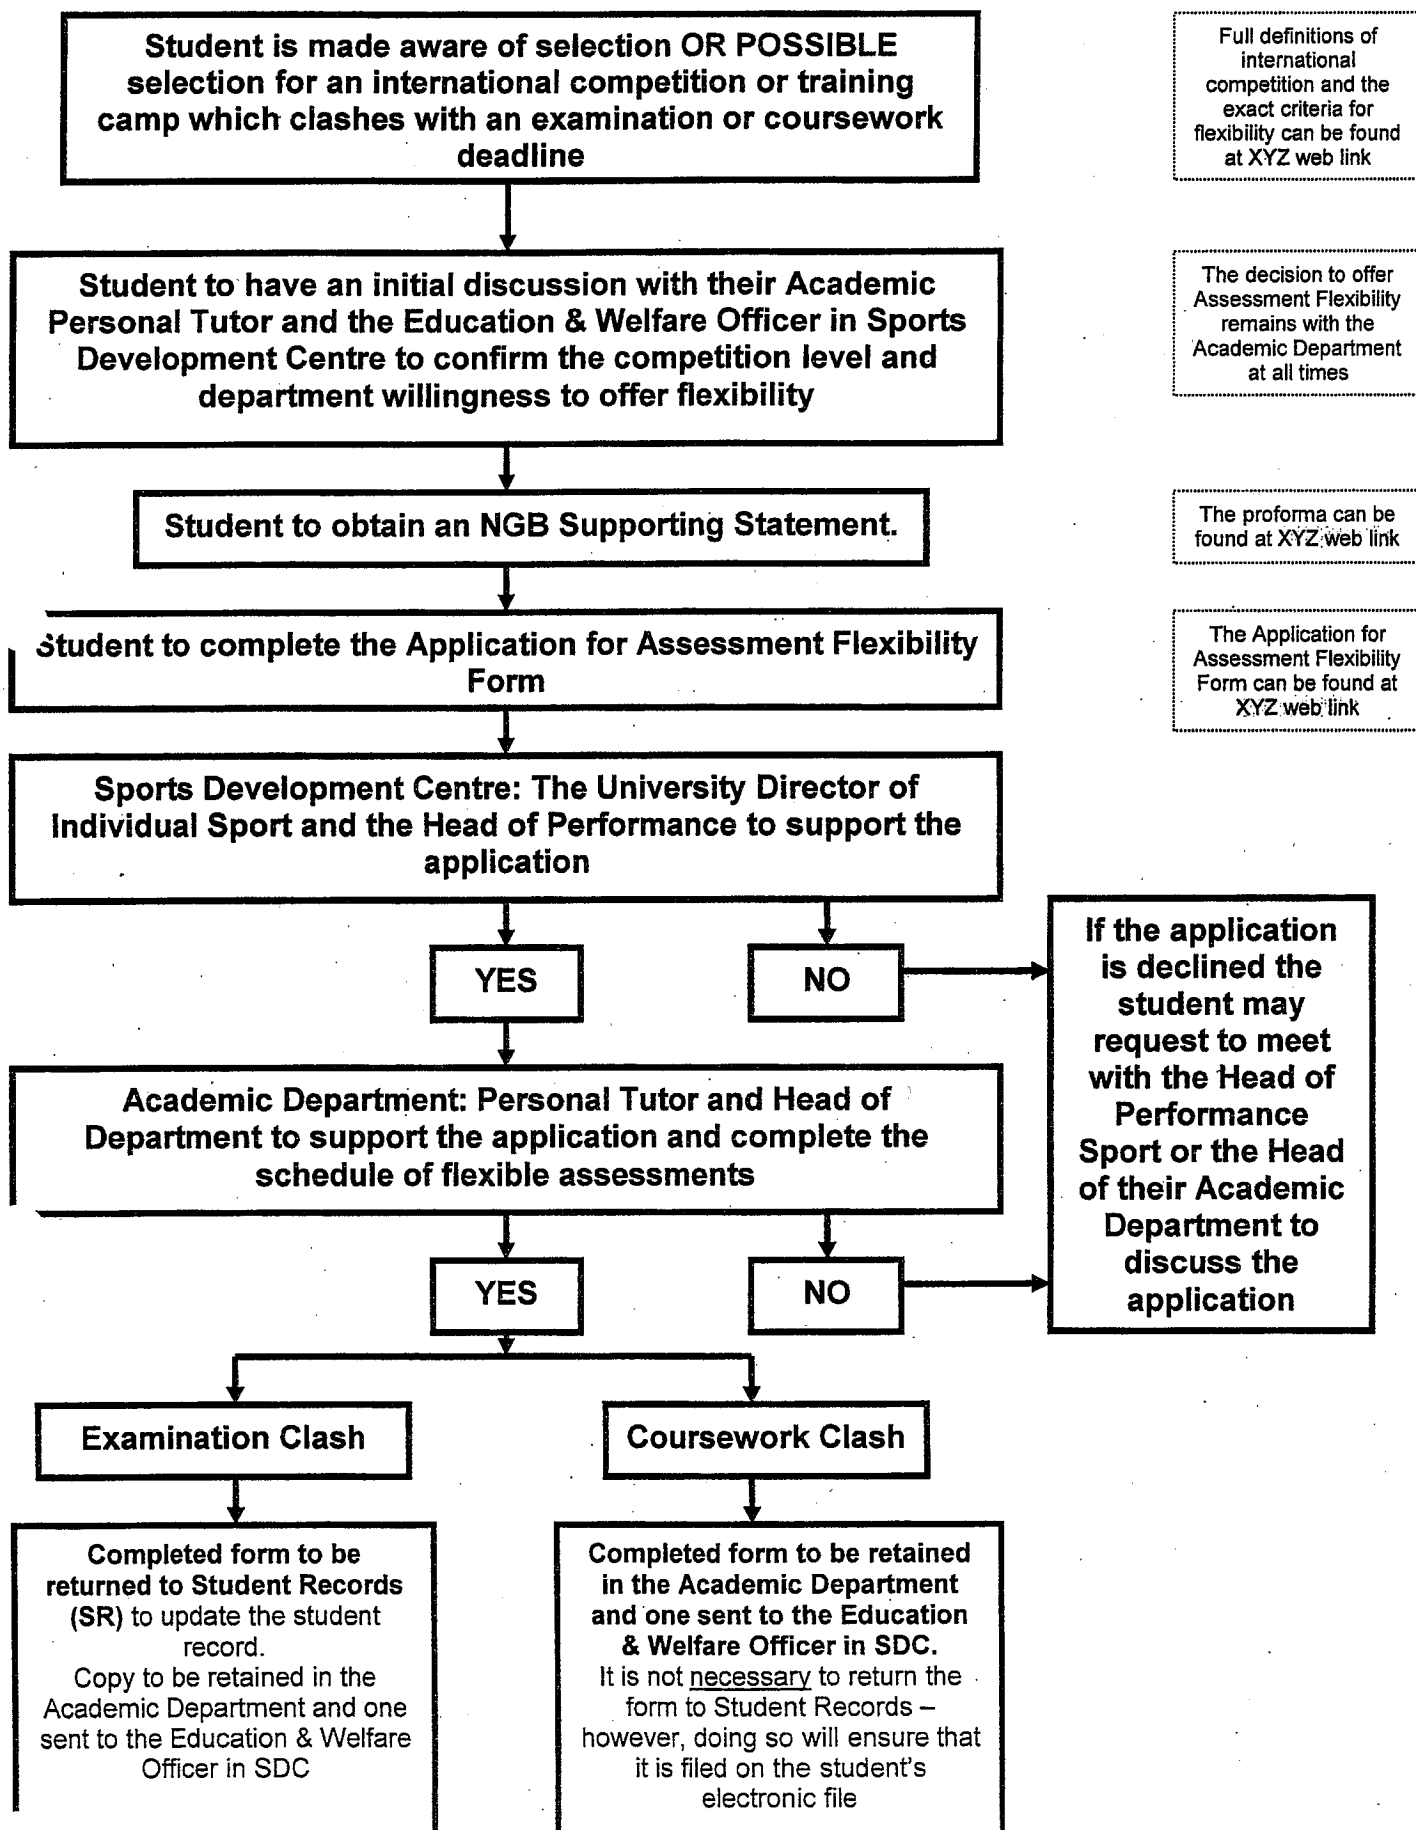 Student is made aware of selection OR POSSIBLE
selection for an international competition or training
camp which clashes with an examination or coursework
deadline
Full definitions of
international
competition and the
exact criteria for
flexibility can be found
at XYZ web link
Student to have an initial discussion with their Academic
Personal Tutor and the Education & Welfare Officer in Sports
Development Centre to confirm the competition level and
department willingness to offer flexibility
The decision to offer
Assessment Flexibility
remains with the
Academic Department
at all times
Student to obtain an NGB Supporting Statement.
The proforma can be
found at XYZ web link
Student to complete the Application for Assessment Flexibility
Form
The Application for
Assessment Flexibility
Form can be found at
XYZ web link
Sports Development Centre: The University Director of
Individual Sport and the Head of Performance to support the
application
YES
NO
If the application
is declined the
student may
request to meet
with the Head of
Performance
Sport or the Head
of their Academic
Department to
discuss the
application
Academic Department: Personal Tutor and Head of
Department to support the application and complete the
schedule of flexible assessments
YES
NO
Examination Clash
Coursework Clash
Completed form to be
returned to Student Records
(SR) to update the student
record.
Copy to be retained in the
Academic Department and one
sent to the Education & Welfare
Officer in SDC
Completed form to be retained
in the Academic Department
and one sent to the Education
& Welfare Officer in SDC.
It is not necessary to return the
form to Student Records –
however, doing so will ensure that
it is filed on the student's
electronic file